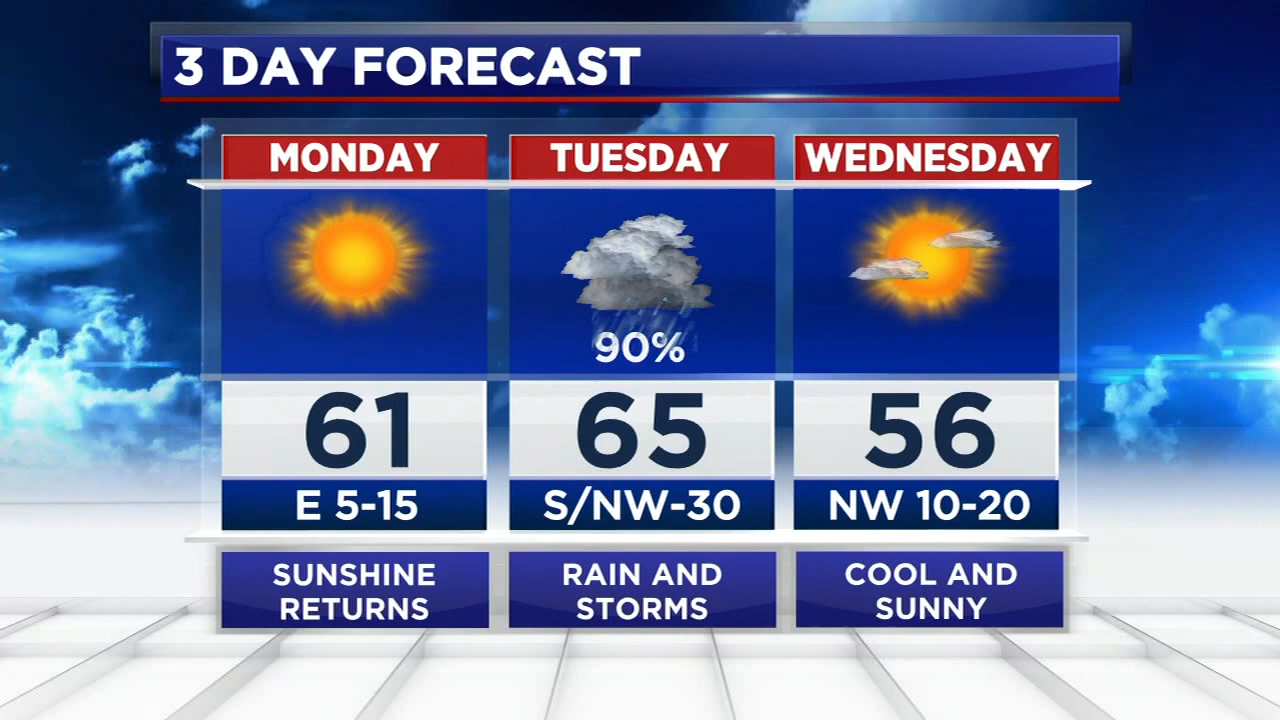 3 DAY FORECAST
MONDAY
TUESDAY
WEDNESDAY
90%
61
65
56
E 5-15
S/NW-30
NW 10-20
SUNSHINE
RETURNS
RAIN AND
STORMS
COOL AND
SUNNY